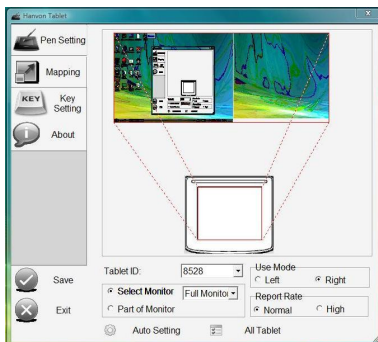 Hanvon Tablet
Pen Setting
Mapping
KEY
Key
Setting
About
Save
Exit
Tablet ID:
8528
Select Monitor
Full Monitor
Part of Monitor
Use Mode
Left
Right
Report Rate
Normal
High
Auto Setting
All Tablet